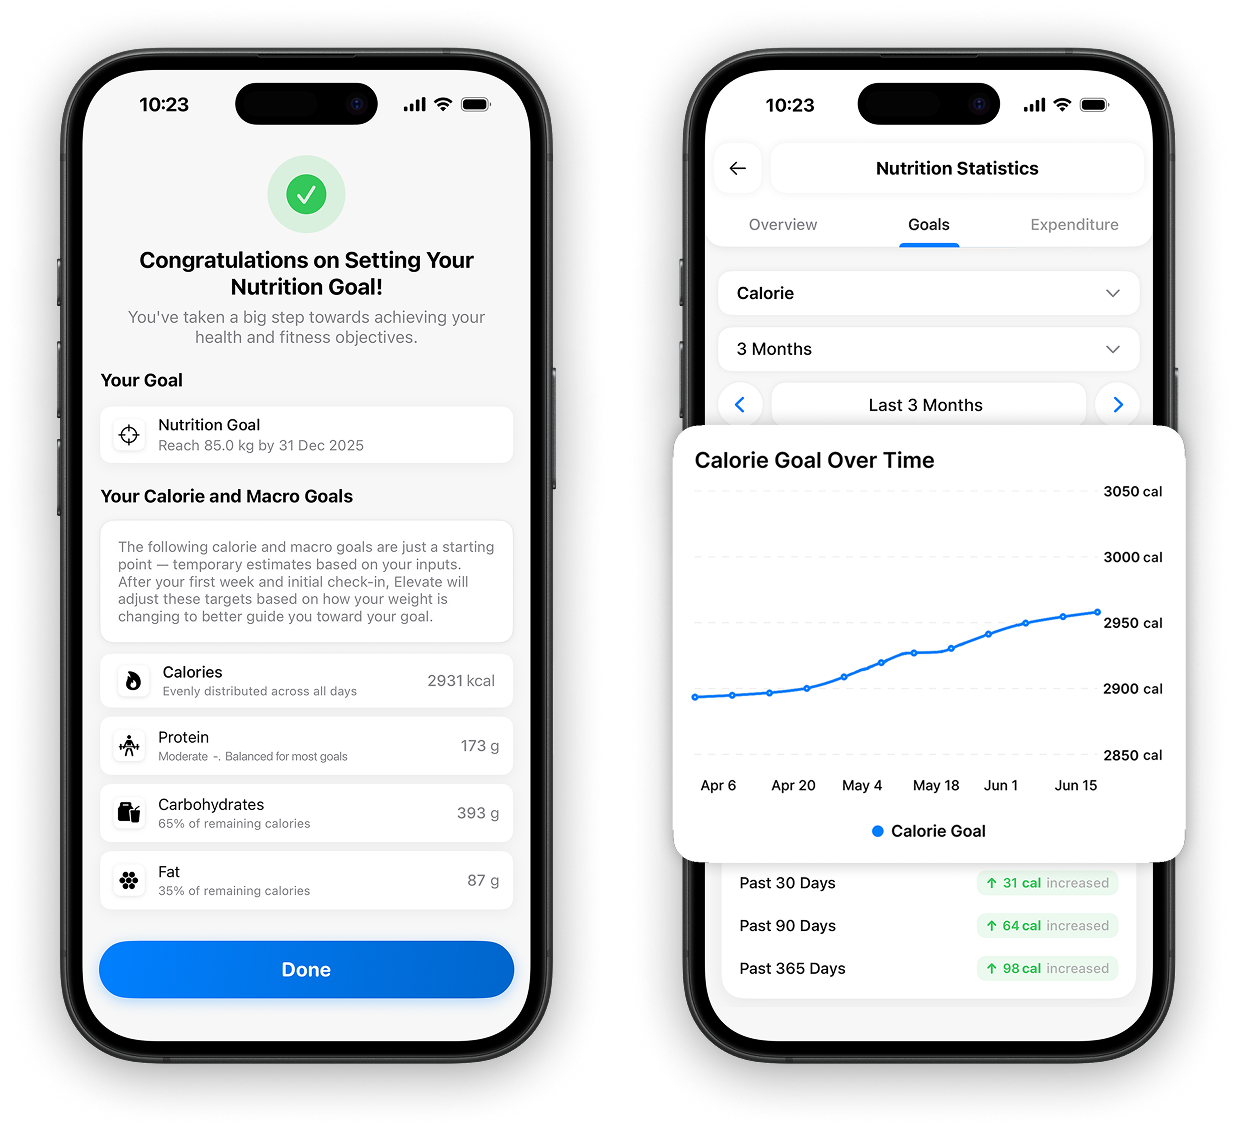 10:23
Congratulations on Setting Your
Nutrition Goal!
You've taken a big step towards achieving your
health and fitness objectives.
Your Goal
Nutrition Goal
Reach 85.0 kg by 31 Dec 2025
Your Calorie and Macro Goals
The following calorie and macro goals are just a starting
point — temporary estimates based on your inputs.
After your first week and initial check-in, Elevate will
adjust these targets based on how your weight is
changing to better guide you toward your goal.
Calories
Evenly distributed across all days
2931 kcal
Protein
Moderate -. Balanced for most goals
173 g
Carbohydrates
65% of remaining calories
393 g
Fat
35% of remaining calories
87 g
Done
10:23
Nutrition Statistics
Overview
Goals
Expenditure
Calorie
3 Months
Last 3 Months
Calorie Goal Over Time
3050 cal
3000 cal
2950 cal
2900 cal
2850 cal
Apr 6
Apr 20
May 4
May 18
Jun 1
Jun 15
Calorie Goal
Past 30 Days
31 cal increased
Past 90 Days
64 cal increased
Past 365 Days
98 cal increased